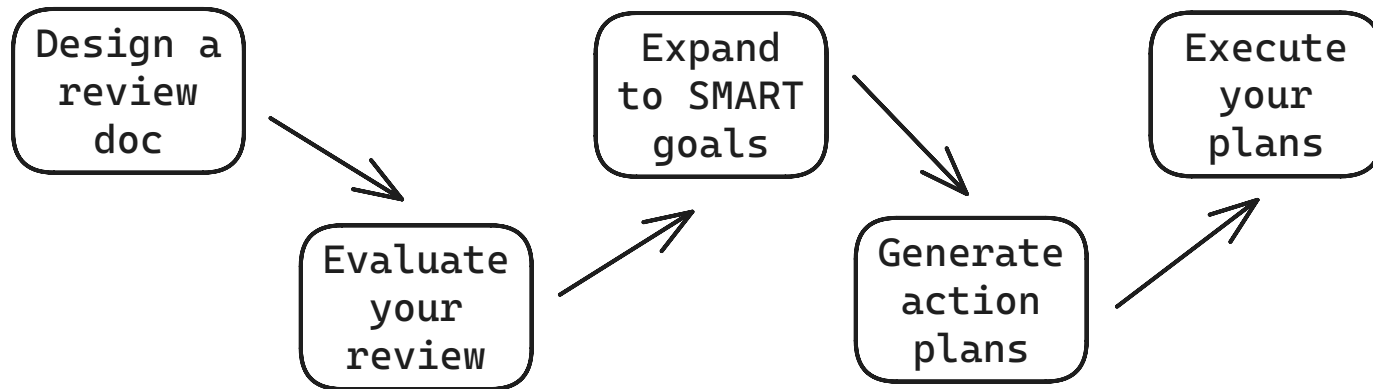 Design a
review
doc
Evaluate
your
review
Expand
to SMART
goals
Generate
action
plans
Execute
your
plans